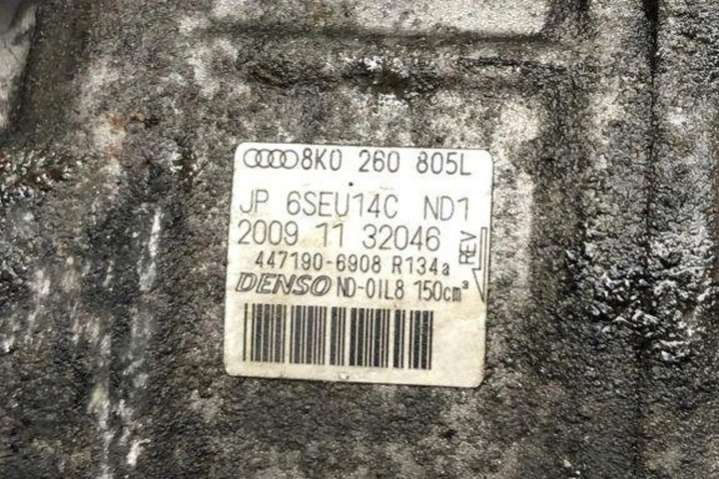 8K0 260 805L
JP 6SEU14C ND1
2009 11 32046
REV
447190-6908 R134a
DENSO ND-OIL8 150cm³